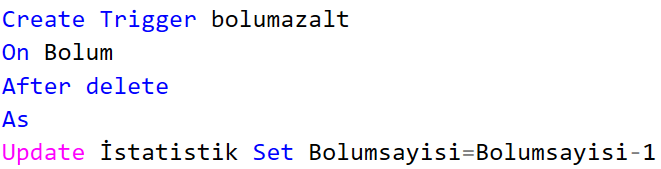 Create Trigger bolumazalt
On Bolum
After delete
As
Update İstatistik Set Bolumsayisi=Bolumsayisi-1